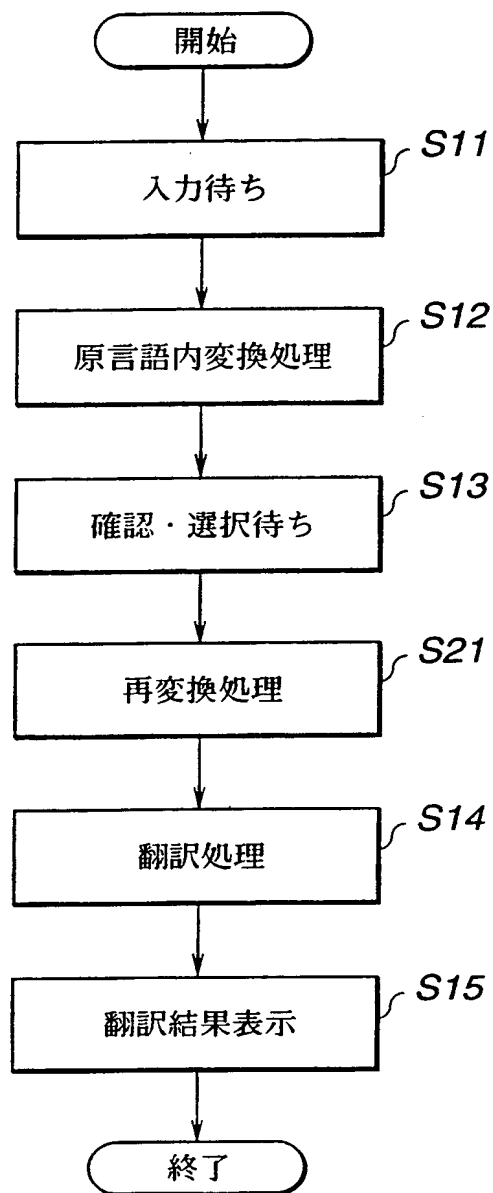 開始
S11
入力待ち
S12
原言語内変換処理
S13
確認・選択待ち
S21
再変換処理
S14
翻訳処理
S15
翻訳結果表示
終了